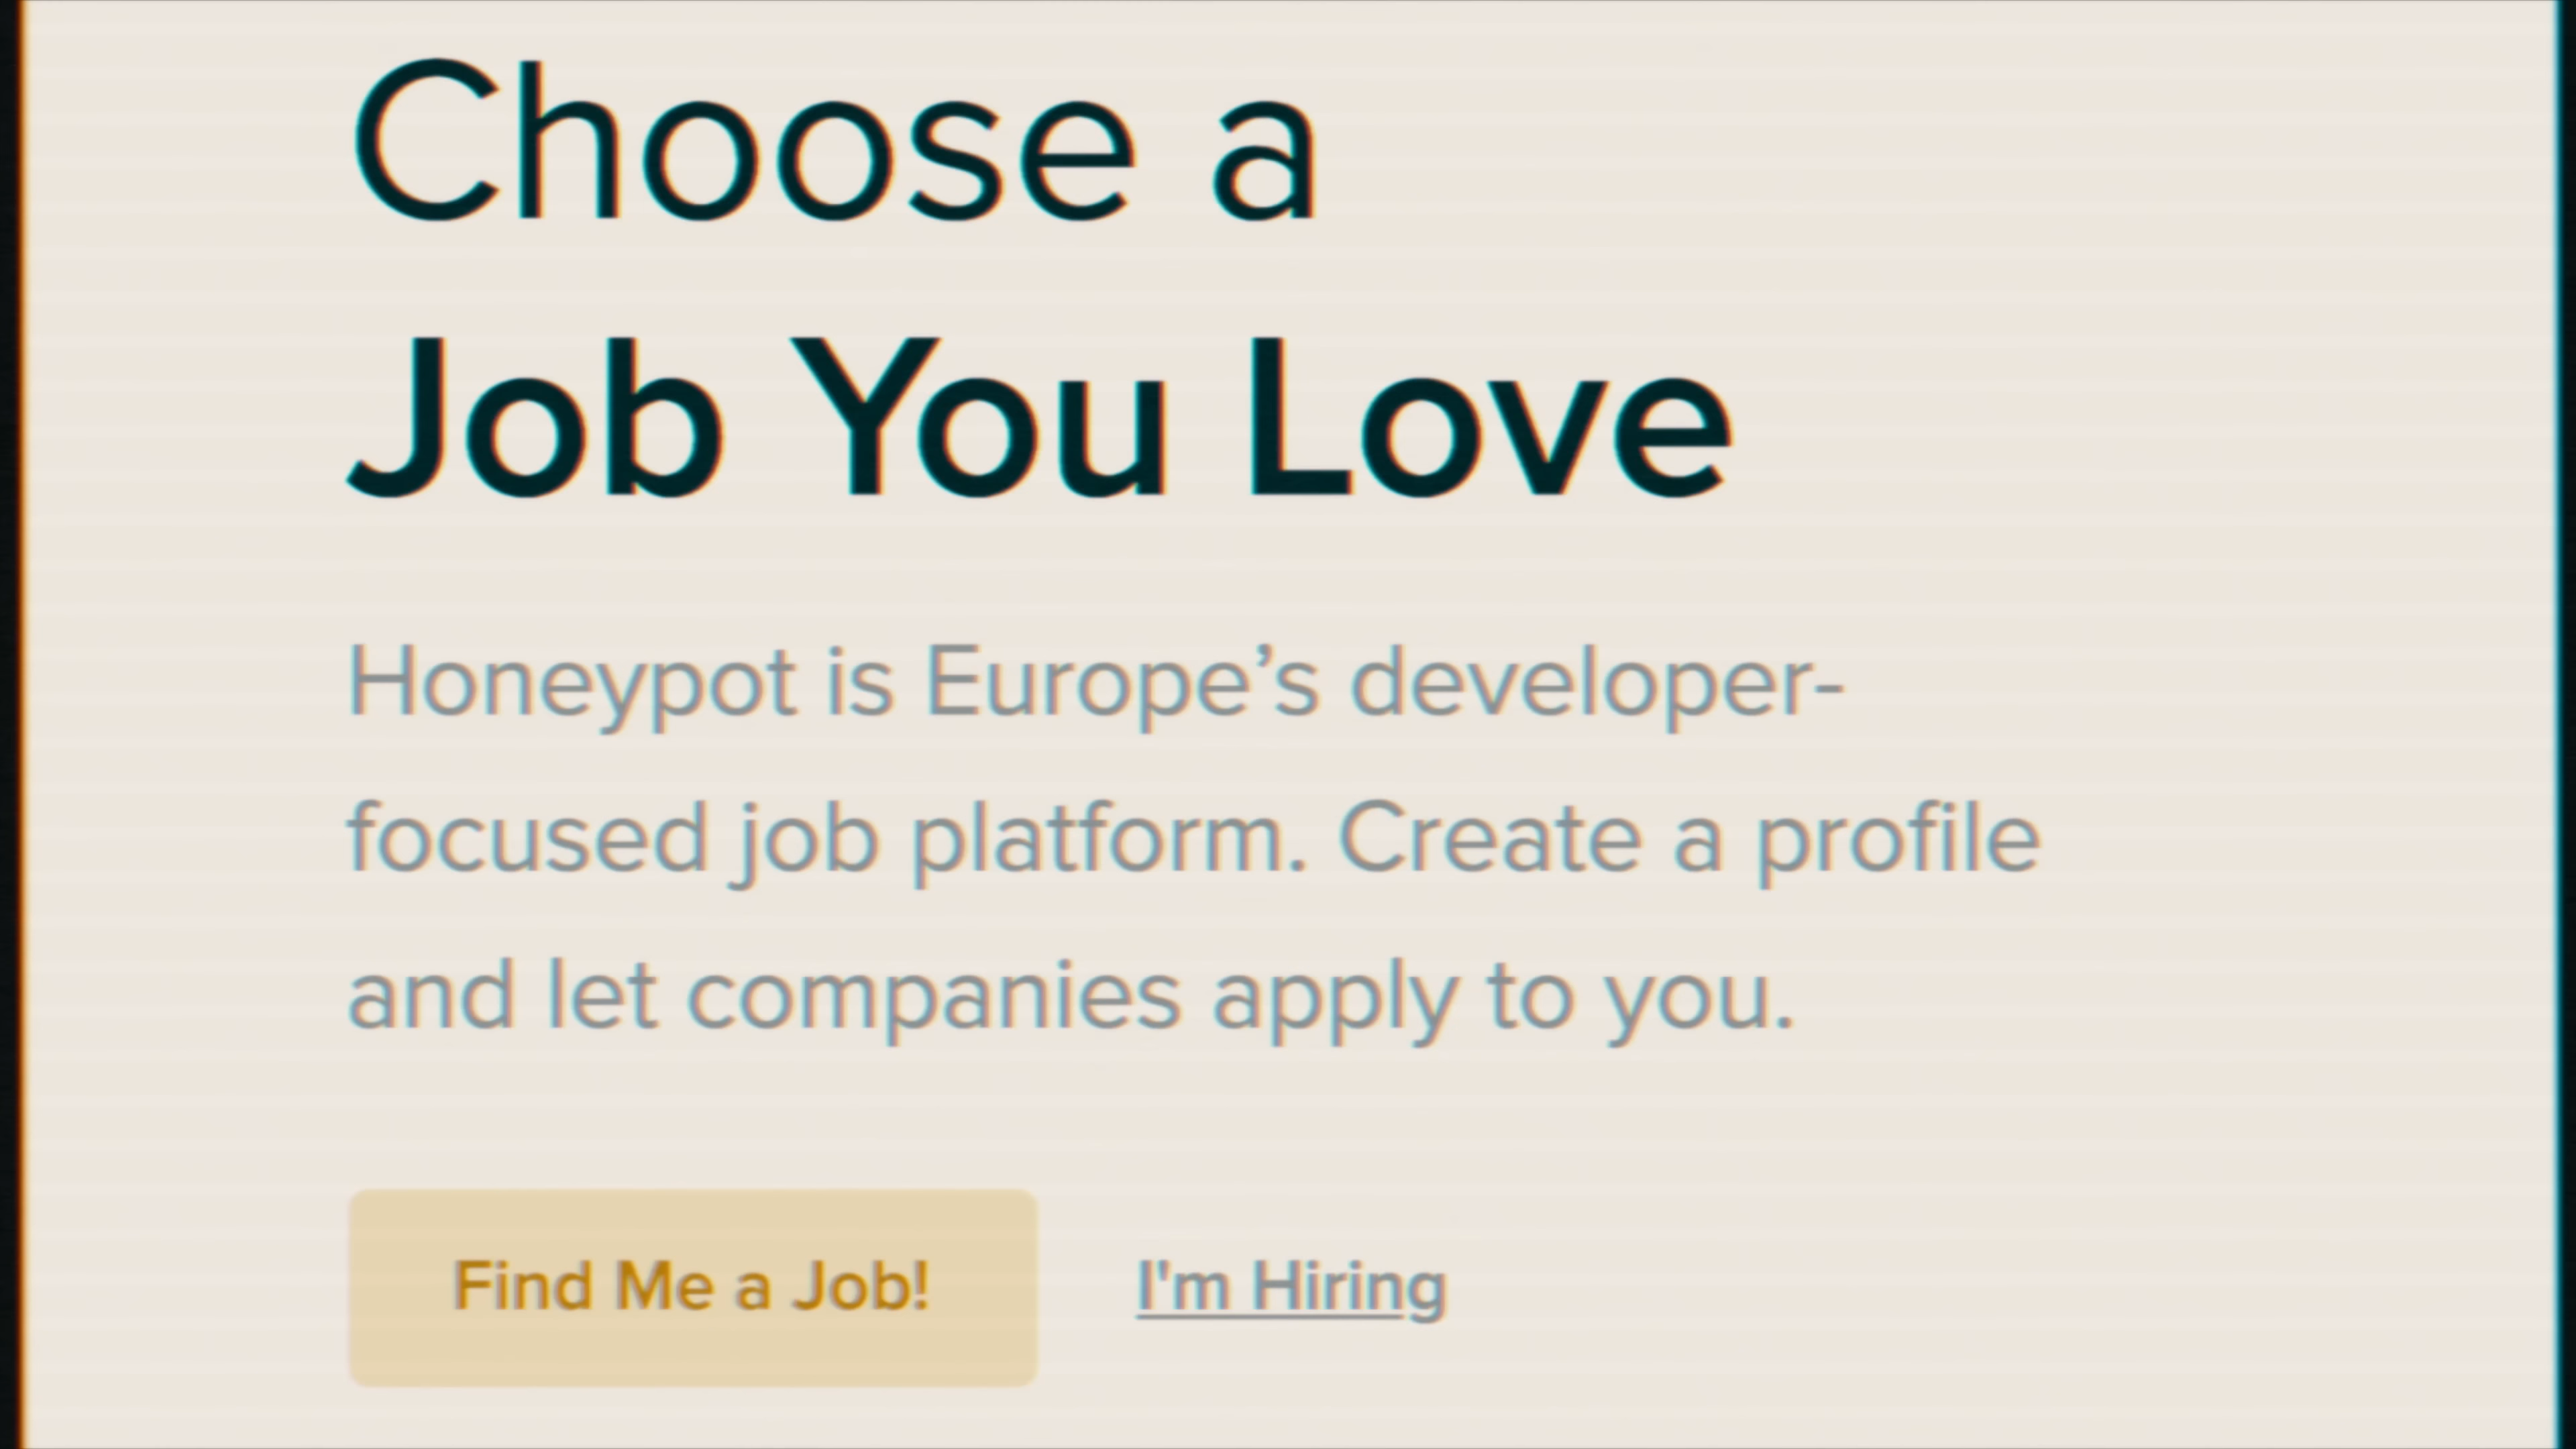 Choose a
Job You Love
Honeypot is Europe’s developer-
focused job platform. Create a profile
and let companies apply to you.
Find Me a Job!
I'm Hiring